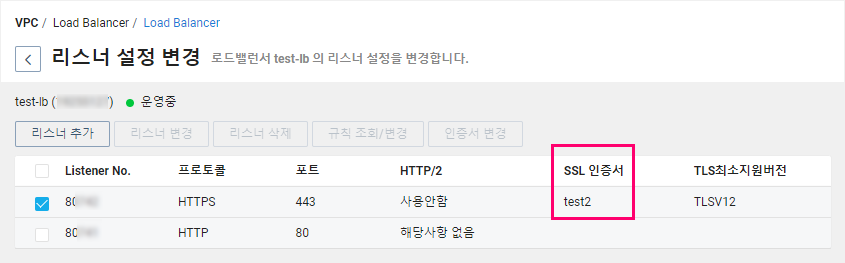 VPC / Load Balancer / Load Balancer
< 리스너 설정 변경 로드밸런서 test-lb 의 리스너 설정을 변경합니다.
test-lb ( ) 운영중
리스너 추가 리스너 변경 리스너 삭제 규칙 조회/변경 인증서 변경
Listener No. 프로토콜 포트 HTTP/2 SSL 인증서 TLS최소지원버전
80 HTTPS 443 사용안함 test2 TLSV12
80 HTTP 80 해당사항 없음